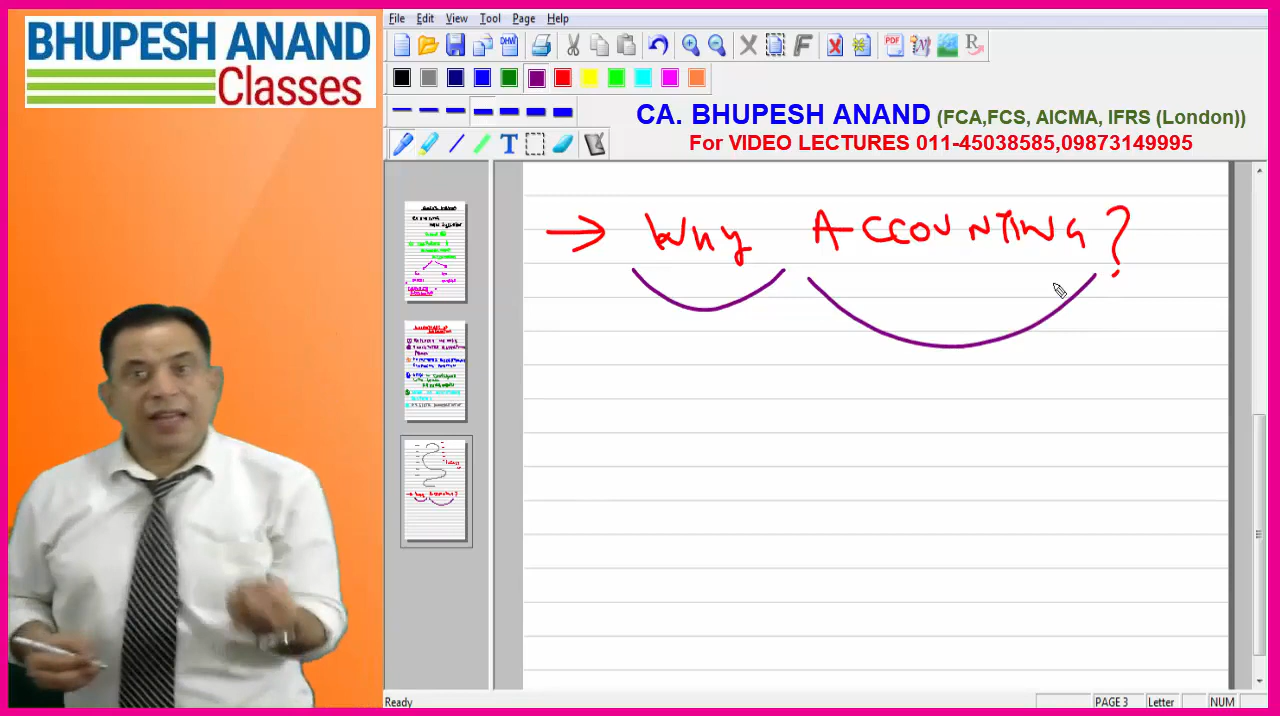 BHUPESH ANAND
Classes
File Edit View Tool Page Help
CA. BHUPESH ANAND (FCA,FCS, AICMA, IFRS (London))
For VIDEO LECTURES 011-45038585,09873149995
→ Why ACCOUNTING ?
Ready
PAGE 3 Letter NUM